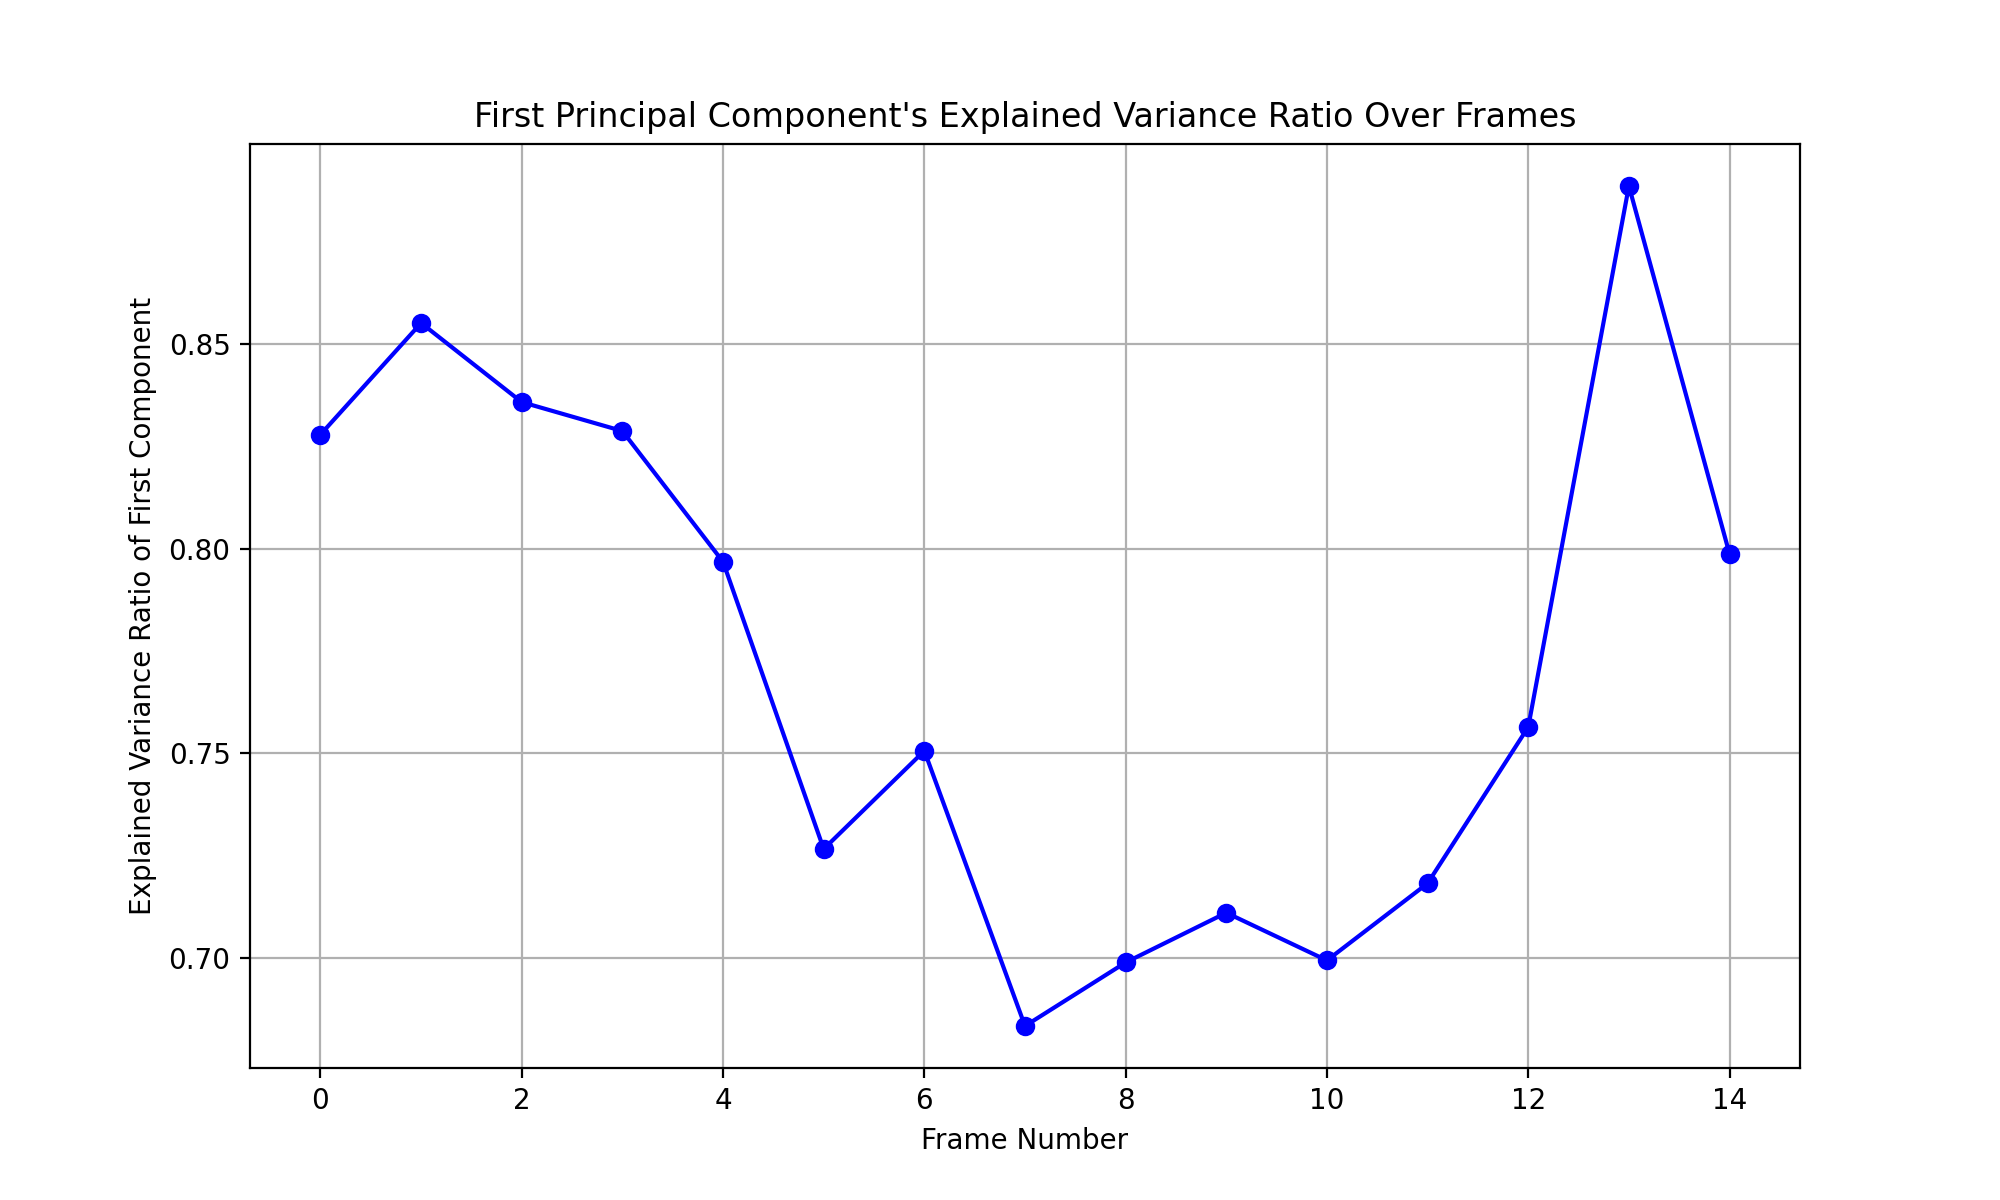 First Principal Component's Explained Variance Ratio Over Frames
Explained Variance Ratio of First Component
0.85
0.80
0.75
0.70
0 2 4 6 8 10 12 14
Frame Number